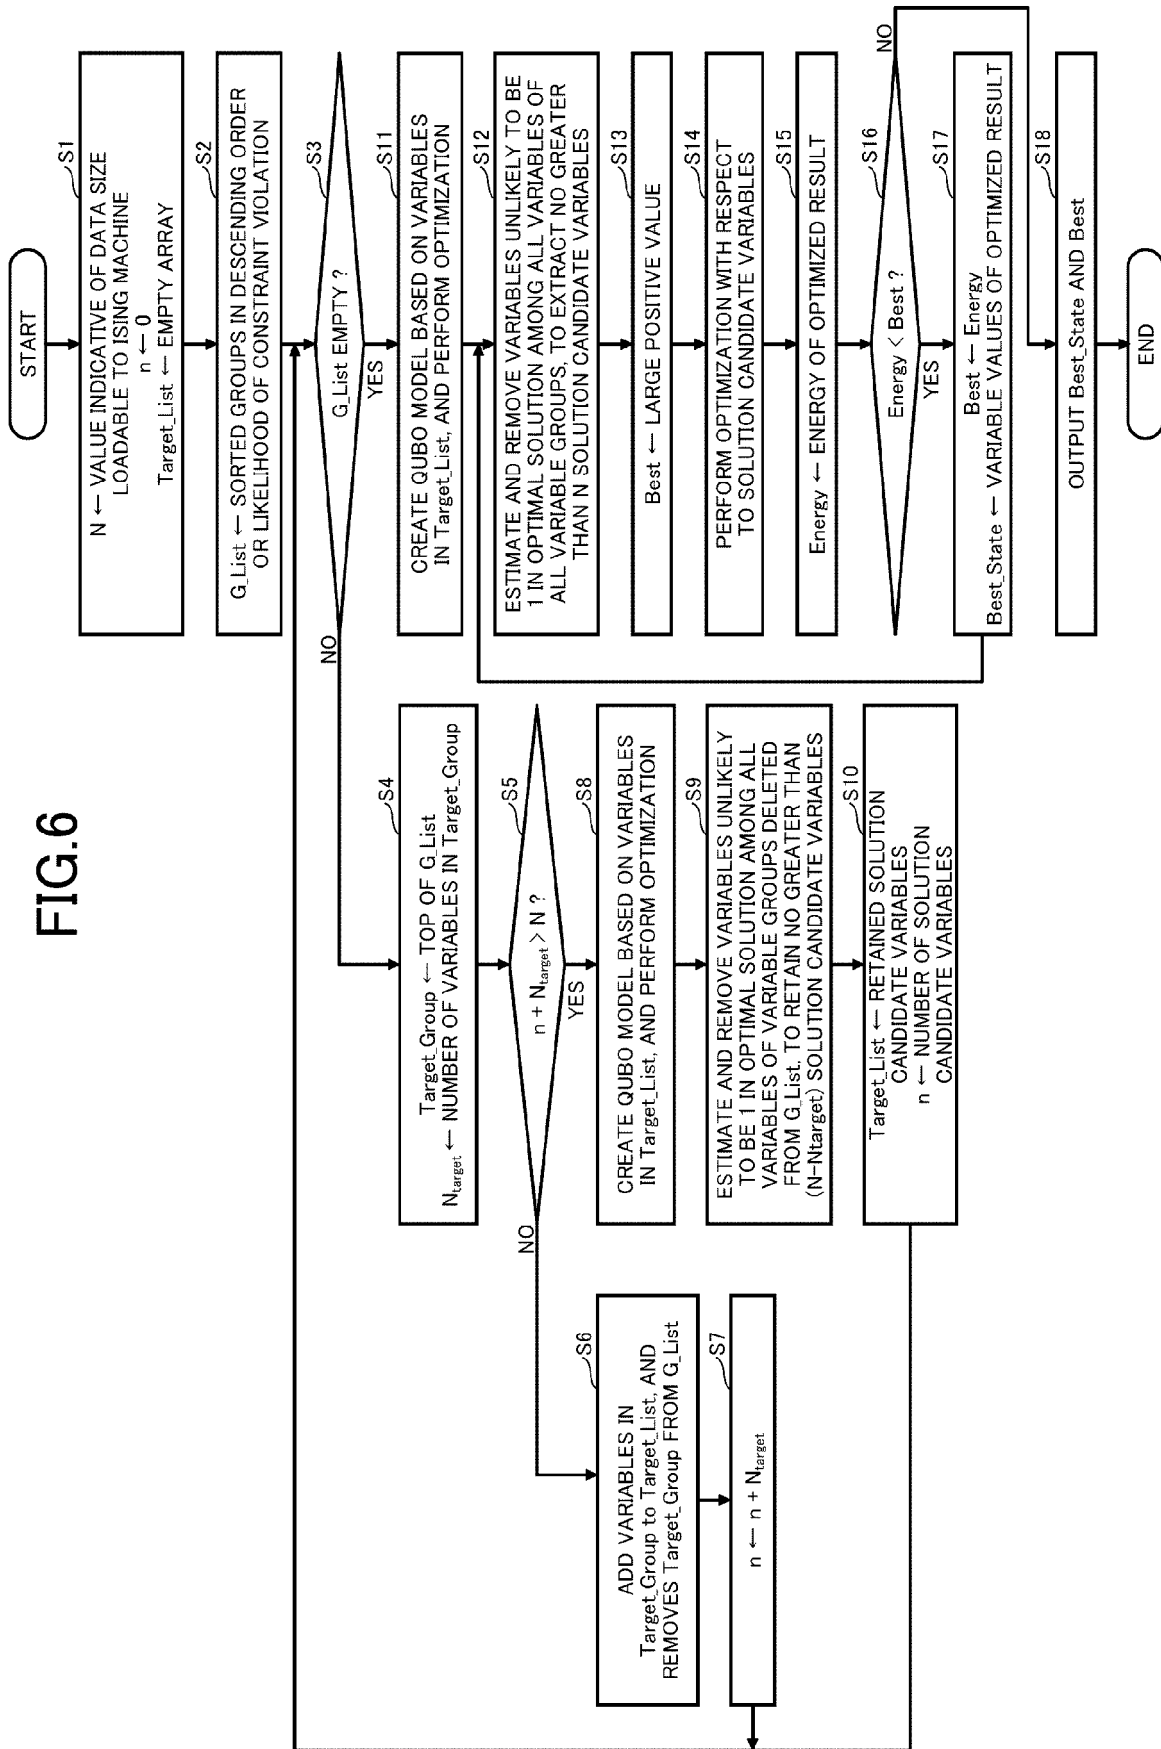 FIG.6
START
S1
N ← VALUE INDICATIVE OF DATA SIZE
LOADABLE TO ISING MACHINE
n ← 0
Target_List ← EMPTY ARRAY
S2
G_List ← SORTED GROUPS IN DESCENDING ORDER
OR LIKELIHOOD OF CONSTRAINT VIOLATION
S3
G_List EMPTY ?
NO
YES
S4
Target_Group ← TOP OF G_List
Ntarget ← NUMBER OF VARIABLES IN Target_Group
S5
n + Ntarget > N ?
NO
YES
S6
ADD VARIABLES IN
Target_Group to Target_List, AND
REMOVES Target_Group FROM G_List
S7
n ← n + Ntarget
S8
CREATE QUBO MODEL BASED ON VARIABLES
IN Target_List, AND PERFORM OPTIMIZATION
S9
ESTIMATE AND REMOVE VARIABLES UNLIKELY
TO BE 1 IN OPTIMAL SOLUTION AMONG ALL
VARIABLES OF VARIABLE GROUPS DELETED
FROM G_List, TO RETAIN NO GREATER THAN
(N-Ntarget) SOLUTION CANDIDATE VARIABLES
S10
Target_List ← RETAINED SOLUTION
CANDIDATE VARIABLES
n ← NUMBER OF SOLUTION
CANDIDATE VARIABLES
S11
CREATE QUBO MODEL BASED ON VARIABLES
IN Target_List, AND PERFORM OPTIMIZATION
S12
ESTIMATE AND REMOVE VARIABLES UNLIKELY TO BE
1 IN OPTIMAL SOLUTION AMONG ALL VARIABLES OF
ALL VARIABLE GROUPS, TO EXTRACT NO GREATER
THAN N SOLUTION CANDIDATE VARIABLES
S13
Best ← LARGE POSITIVE VALUE
S14
PERFORM OPTIMIZATION WITH RESPECT
TO SOLUTION CANDIDATE VARIABLES
S15
Energy ← ENERGY OF OPTIMIZED RESULT
S16
Energy < Best ?
NO
YES
S17
Best ← Energy
Best_State ← VARIABLE VALUES OF OPTIMIZED RESULT
S18
OUTPUT Best_State AND Best
END